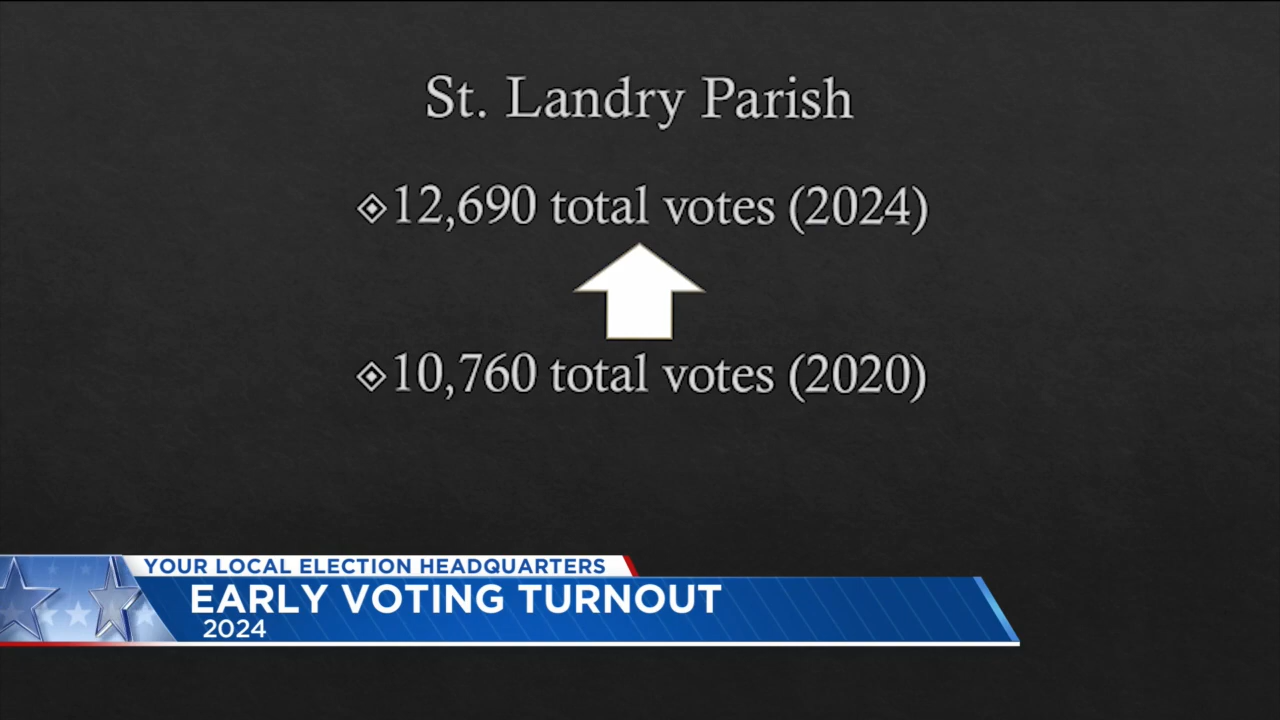 St. Landry Parish
12,690 total votes (2024)
10,760 total votes (2020)
YOUR LOCAL ELECTION HEADQUARTERS
EARLY VOTING TURNOUT
2024